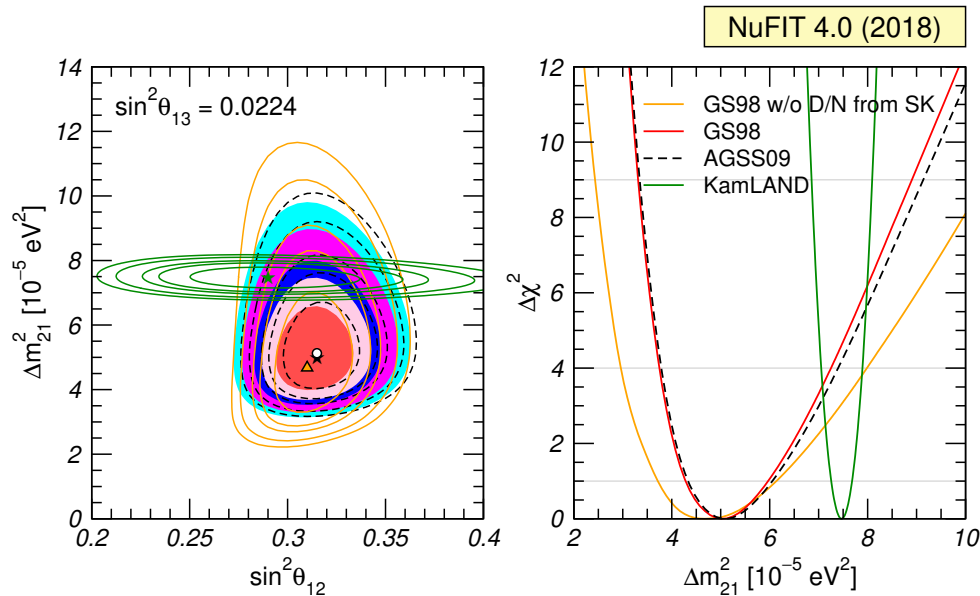 NuFIT 4.0 (2018)
sin²θ₁₃ = 0.0224
Δm²₂₁ [10⁻⁵ eV²]
14
12
10
8
6
4
2
0
0.2
0.25
0.3
0.35
0.4
sin²θ₁₂
GS98 w/o D/N from SK
GS98
AGSS09
KamLAND
Δχ²
12
10
8
6
4
2
0
2
4
6
8
10
Δm²₂₁ [10⁻⁵ eV²]